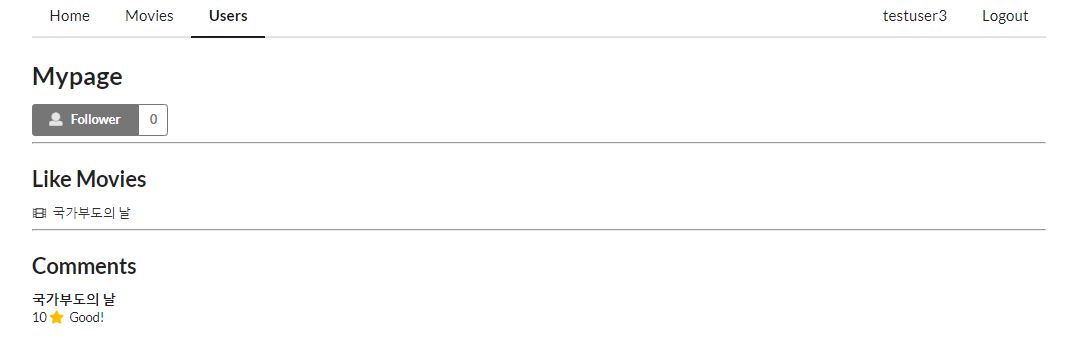 Home Movies Users testuser3 Logout
Mypage
Follower 0
Like Movies
국가부도의 날
Comments
국가부도의 날
10 Good!